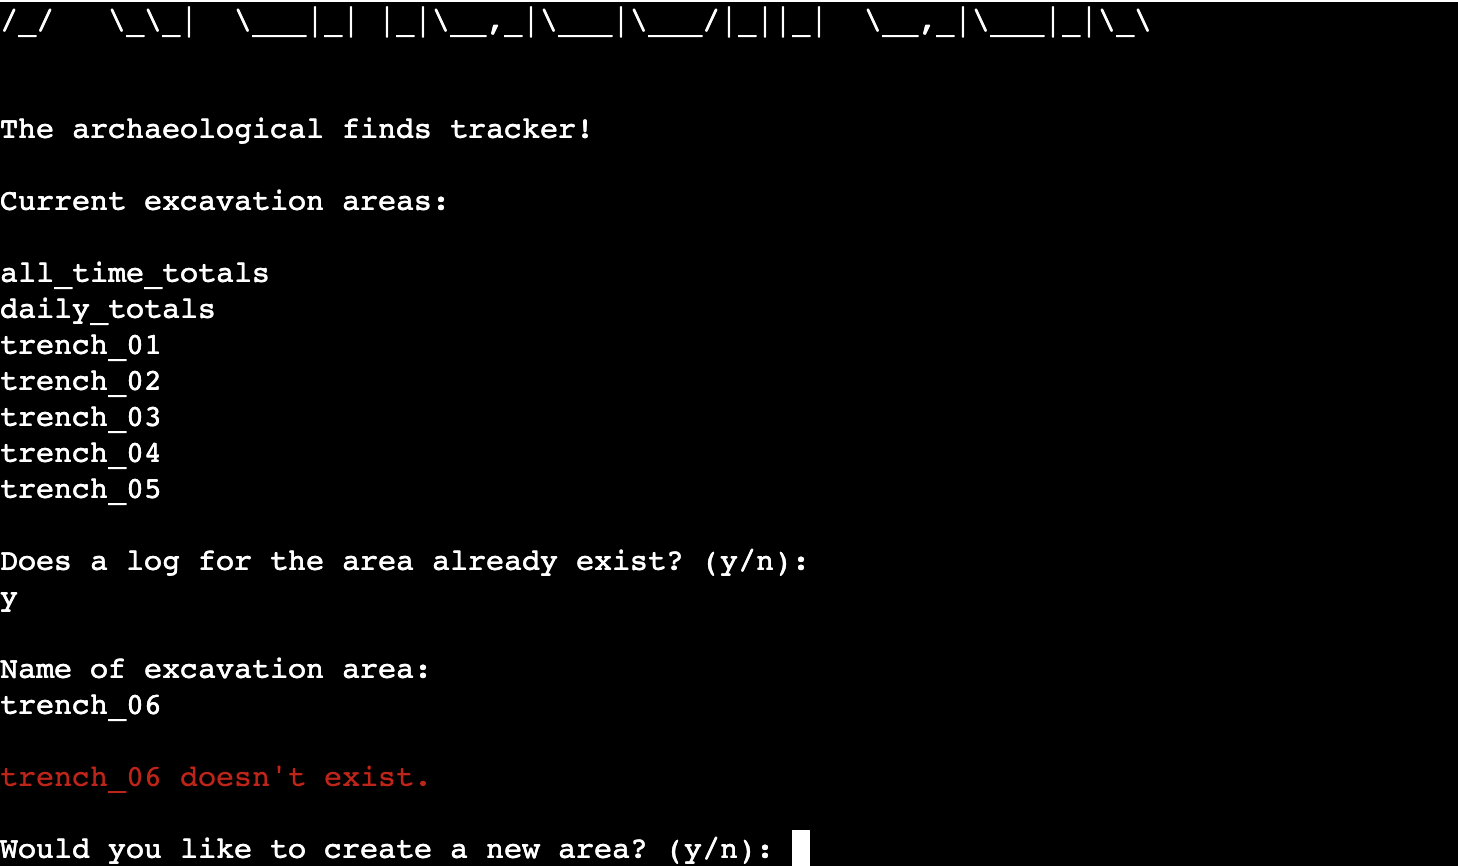 /_/   \_\_|  \___|_| |_|\__,_|\___|\___/|_||_|  \__,_|\___|_|\_\
The archaeological finds tracker!
Current excavation areas:
all_time_totals
daily_totals
trench_01
trench_02
trench_03
trench_04
trench_05
Does a log for the area already exist? (y/n):
y
Name of excavation area:
trench_06
trench_06 doesn't exist.
Would you like to create a new area? (y/n):